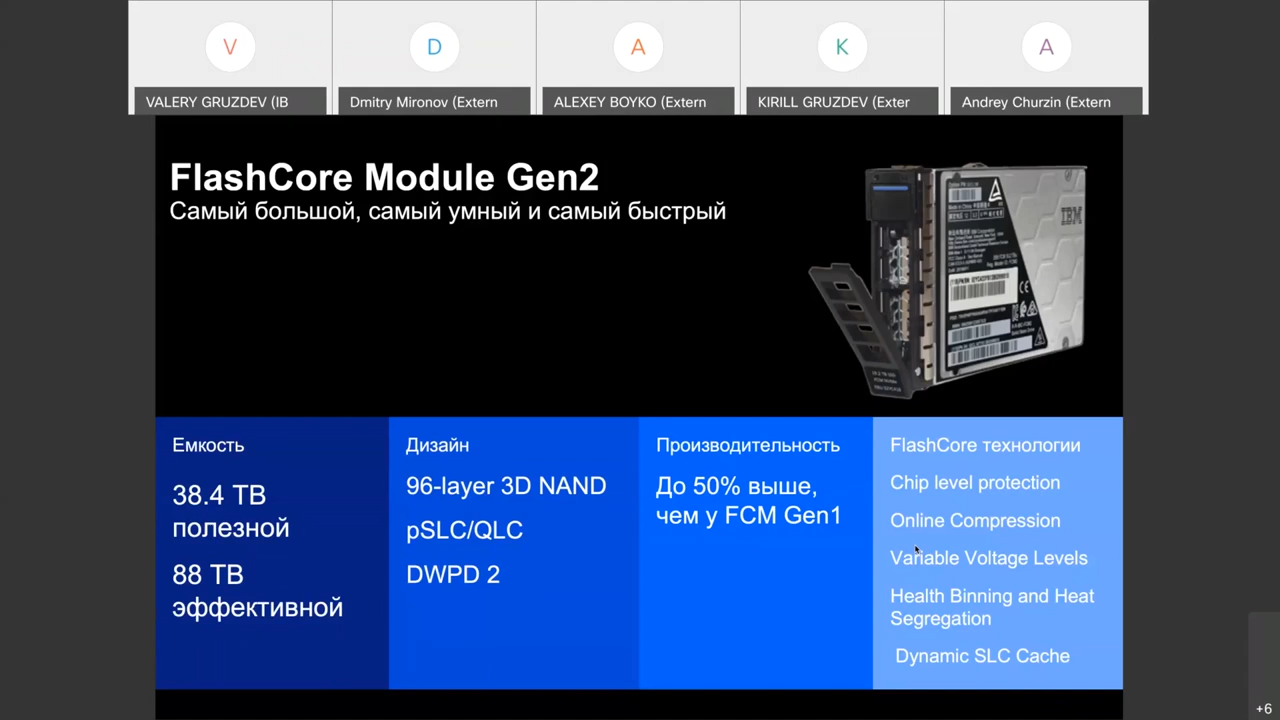 V
D
A
K
A
VALERY GRUZDEV (IB
Dmitry Mironov (Extern
ALEXEY BOYKO (Extern
KIRILL GRUZDEV (Exter
Andrey Churzin (Extern
FlashCore Module Gen2
Самый большой, самый умный и самый быстрый
IBM
Емкость
38.4 ТВ
полезной
88 ТВ
эффективной
Дизайн
96-layer 3D NAND
pSLC/QLC
DWPD 2
Производительность
До 50% выше,
чем у FCM Gen1
FlashCore технологии
Chip level protection
Online Compression
Variable Voltage Levels
Health Binning and Heat
Segregation
Dynamic SLC Cache
+6